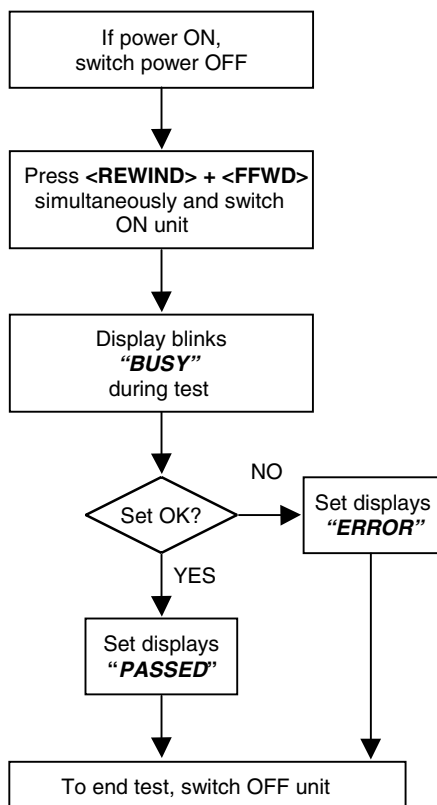 If power ON,
switch power OFF
Press <REWIND> + <FFWD>
simultaneously and switch
ON unit
Display blinks
“BUSY”
during test
Set OK?
NO
Set displays
“ERROR”
YES
Set displays
“PASSED”
To end test, switch OFF unit